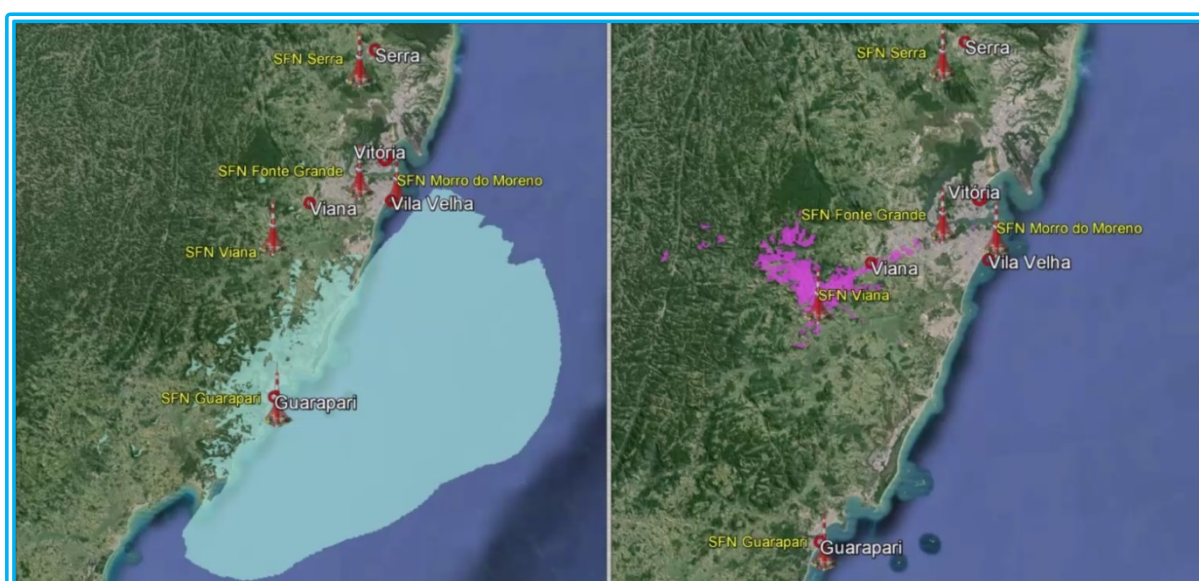 SFN Serra
Serra
Vitória
SFN Fonte Grande
SFN Morro do Moreno
Viana
Vila Velha
SFN Viana
SFN Guarapari
Guarapari
SFN Serra
Serra
Vitória
SFN Fonte Grande
SFN Morro do Moreno
Viana
Vila Velha
SFN Viana
SFN Guarapari
Guarapari